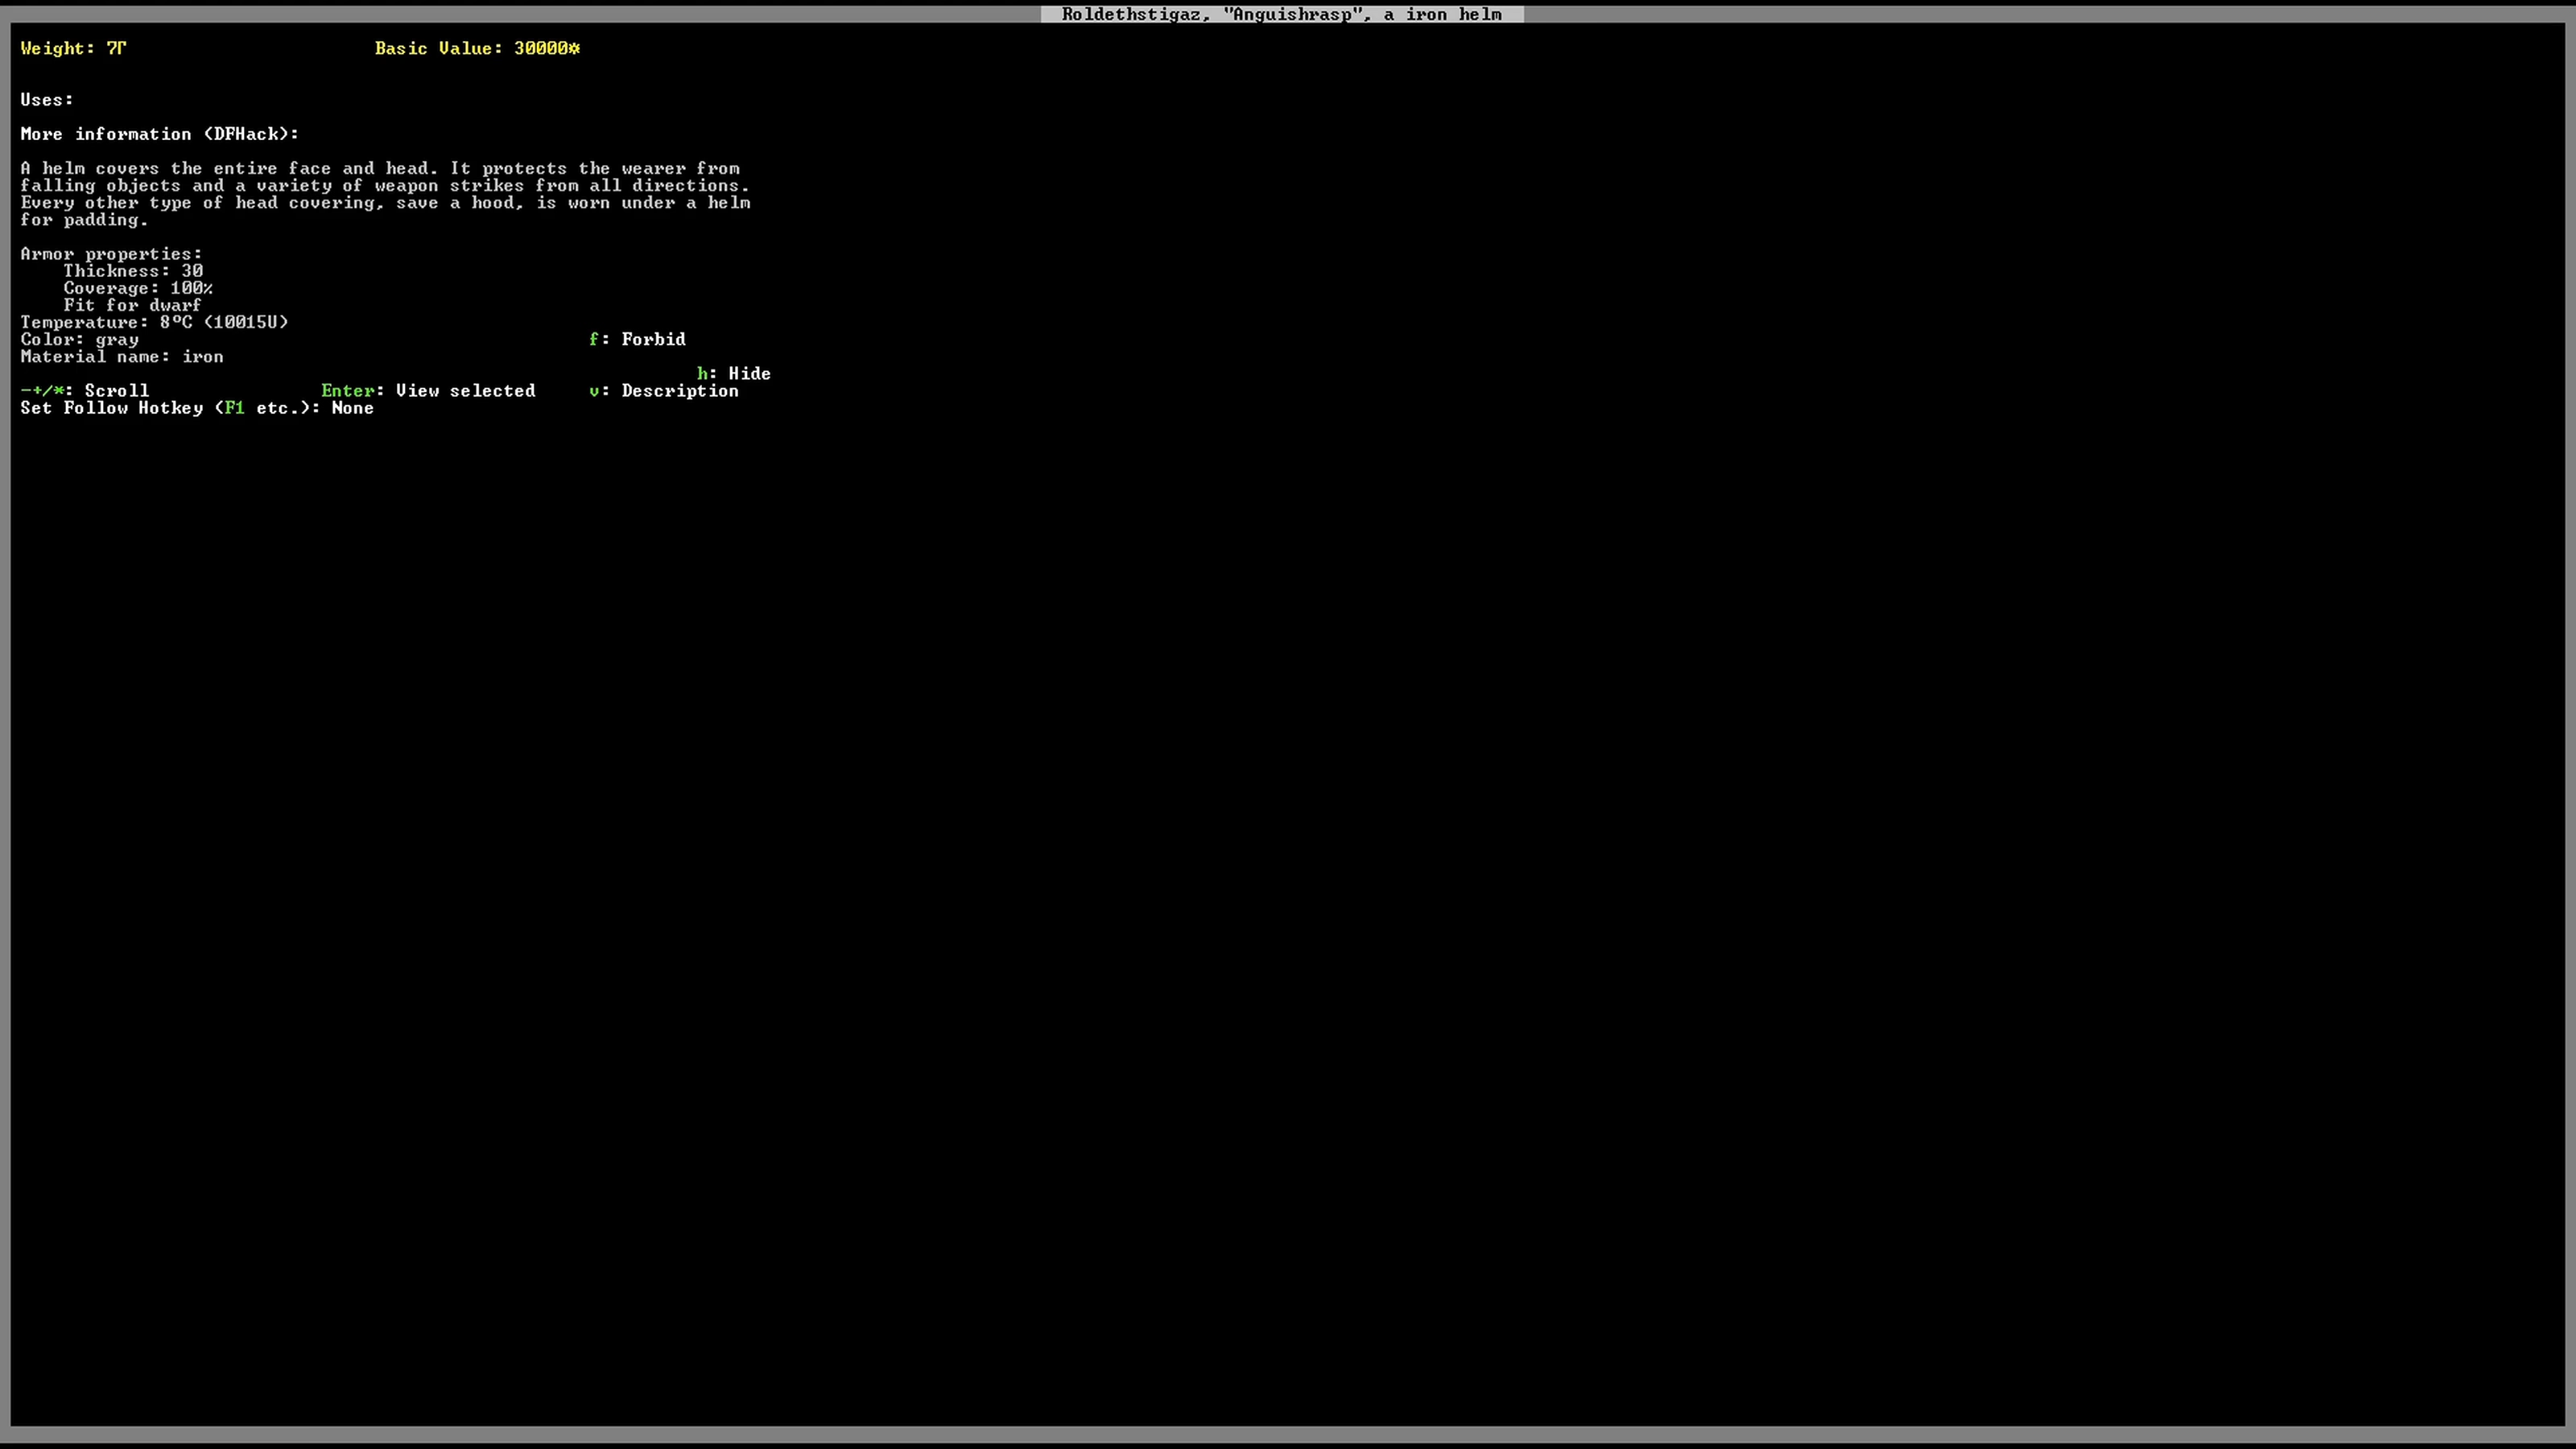 Roldethstigaz, "Anguishrasp", a iron helm
Weight: 7Γ Basic Value: 30000☼
Uses:
More information (DFHack):
A helm covers the entire face and head. It protects the wearer from
falling objects and a variety of weapon strikes from all directions.
Every other type of head covering, save a hood, is worn under a helm
for padding.
Armor properties:
Thickness: 30
Coverage: 100%
Fit for dwarf
Temperature: 8°C (10015U)
Color: gray f: Forbid
Material name: iron
h: Hide
-+/*: Scroll Enter: View selected v: Description
Set Follow Hotkey (F1 etc.): None